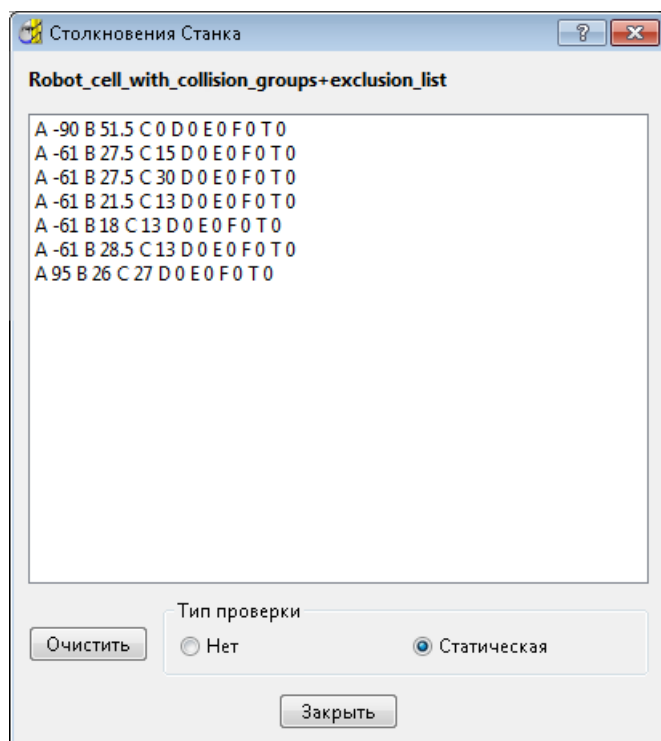 Столкновения Станка
Robot_cell_with_collision_groups+exclusion_list
A -90 B 51.5 C 0 D 0 E 0 F 0 T 0
A -61 B 27.5 C 15 D 0 E 0 F 0 T 0
A -61 B 27.5 C 30 D 0 E 0 F 0 T 0
A -61 B 21.5 C 13 D 0 E 0 F 0 T 0
A -61 B 18 C 13 D 0 E 0 F 0 T 0
A -61 B 28.5 C 13 D 0 E 0 F 0 T 0
A 95 B 26 C 27 D 0 E 0 F 0 T 0
Тип проверки
Очистить
Нет
Статическая
Закрыть